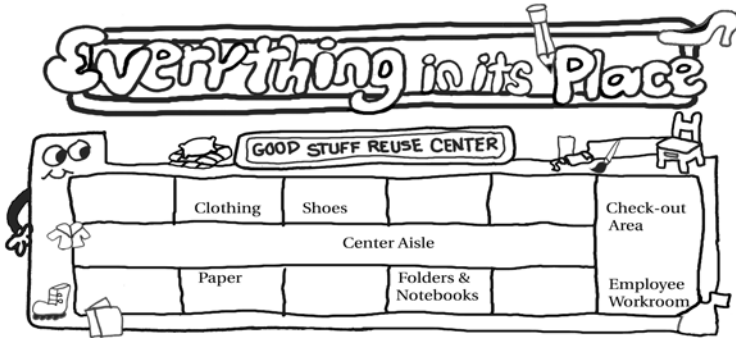 Everything in its Place
GOOD STUFF REUSE CENTER
Clothing
Shoes
Check-out
Area
Center Aisle
Paper
Folders &
Notebooks
Employee
Workroom